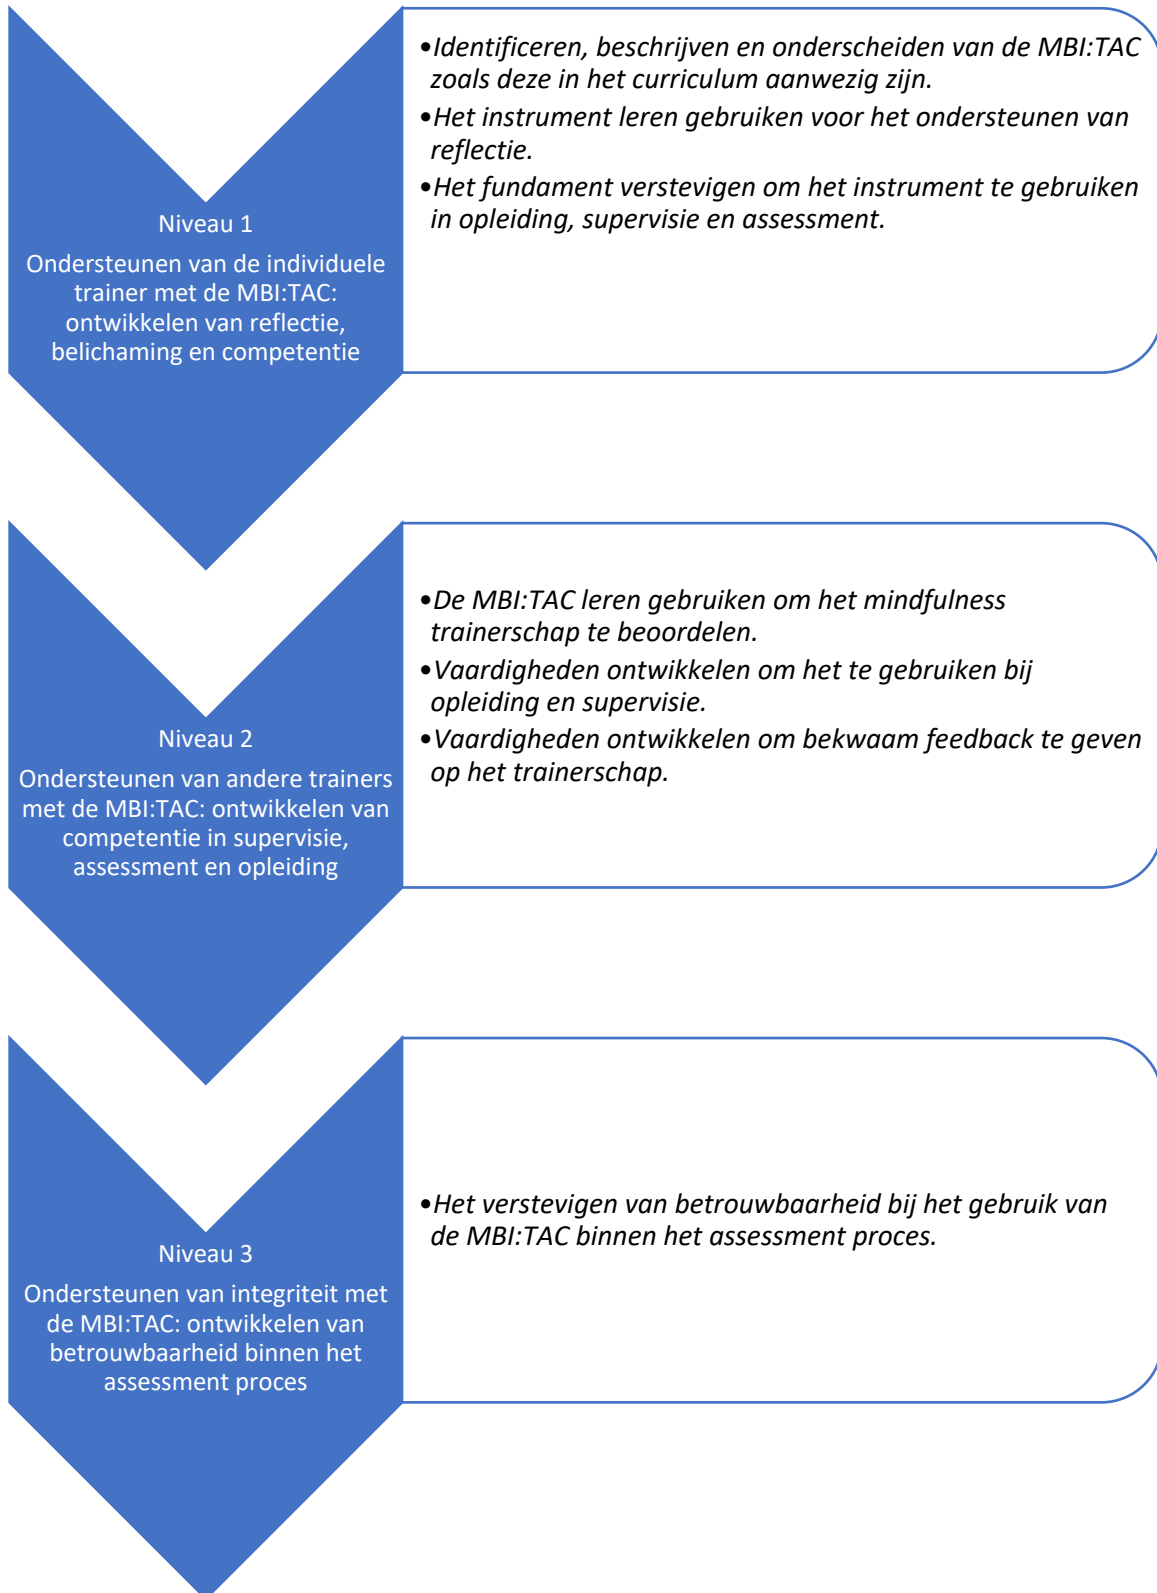 Niveau 1
Ondersteunen van de individuele
trainer met de MBI:TAC:
ontwikkelen van reflectie,
belichaming en competentie
•Identificeren, beschrijven en onderscheiden van de MBI:TAC
zoals deze in het curriculum aanwezig zijn.
•Het instrument leren gebruiken voor het ondersteunen van
reflectie.
•Het fundament verstevigen om het instrument te gebruiken
in opleiding, supervisie en assessment.
Niveau 2
Ondersteunen van andere trainers
met de MBI:TAC: ontwikkelen van
competentie in supervisie,
assessment en opleiding
•De MBI:TAC leren gebruiken om het mindfulness
trainerschap te beoordelen.
•Vaardigheden ontwikkelen om het te gebruiken bij
opleiding en supervisie.
•Vaardigheden ontwikkelen om bekwaam feedback te geven
op het trainerschap.
Niveau 3
Ondersteunen van integriteit met
de MBI:TAC: ontwikkelen van
betrouwbaarheid binnen het
assessment proces
•Het verstevigen van betrouwbaarheid bij het gebruik van
de MBI:TAC binnen het assessment proces.